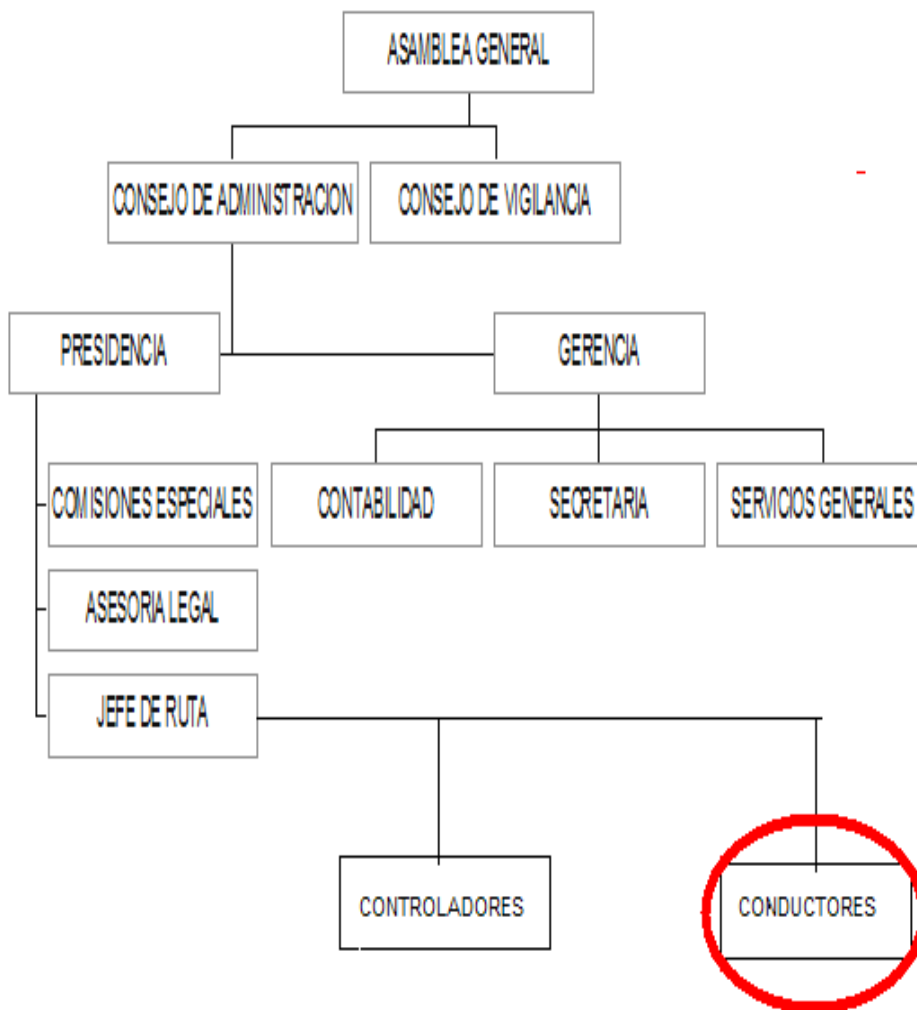 ASAMBLEA GENERAL
CONSEJO DE ADMINISTRACION
CONSEJO DE VIGILANCIA
PRESIDENCIA
GERENCIA
COMISIONES ESPECIALES
CONTABILIDAD
SECRETARIA
SERVICIOS GENERALES
ASESORIA LEGAL
JEFE DE RUTA
CONTROLADORES
CONDUCTORES